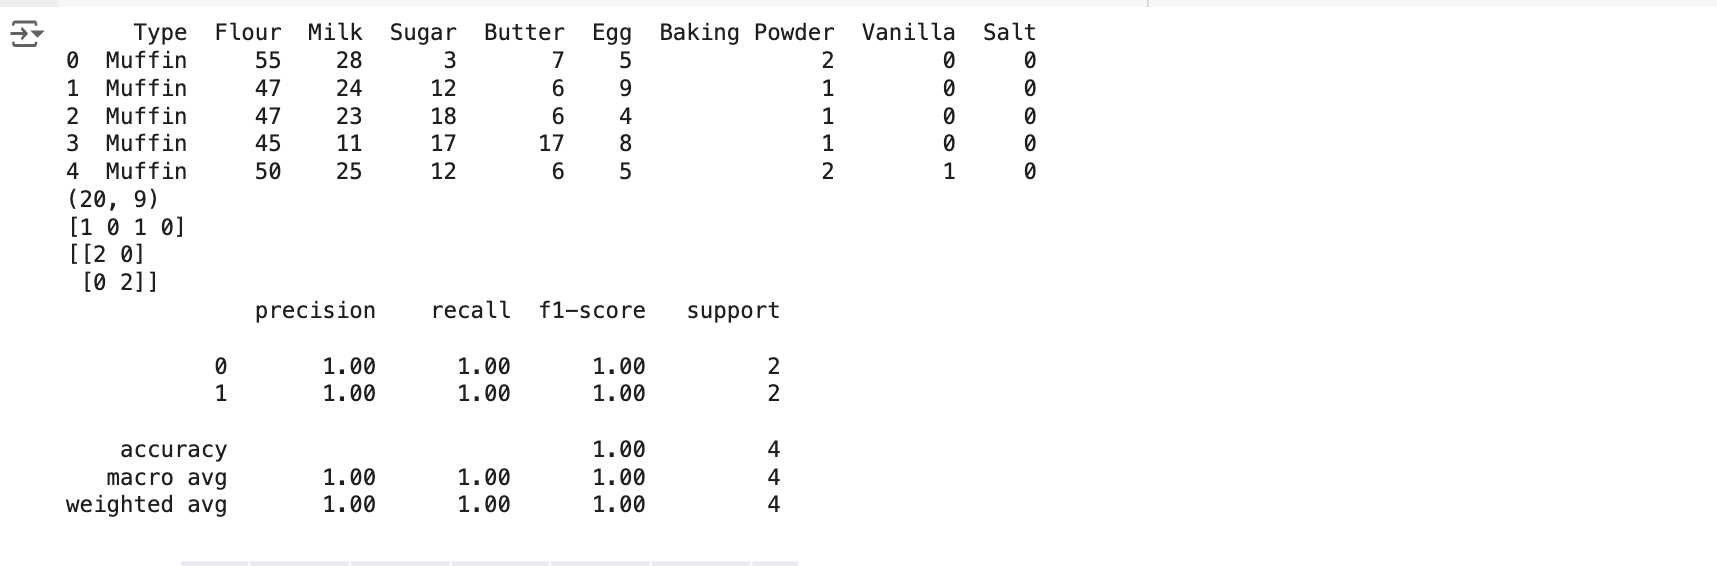 Type Flour Milk Sugar Butter Egg Baking Powder Vanilla Salt
0 Muffin 55 28 3 7 5 2 0 0
1 Muffin 47 24 12 6 9 1 0 0
2 Muffin 47 23 18 6 4 1 0 0
3 Muffin 45 11 17 17 8 1 0 0
4 Muffin 50 25 12 6 5 2 1 0
(20, 9)
[1 0 1 0]
[[2 0]
[0 2]]
precision recall f1-score support
0 1.00 1.00 1.00 2
1 1.00 1.00 1.00 2
accuracy 1.00 4
macro avg 1.00 1.00 1.00 4
weighted avg 1.00 1.00 1.00 4